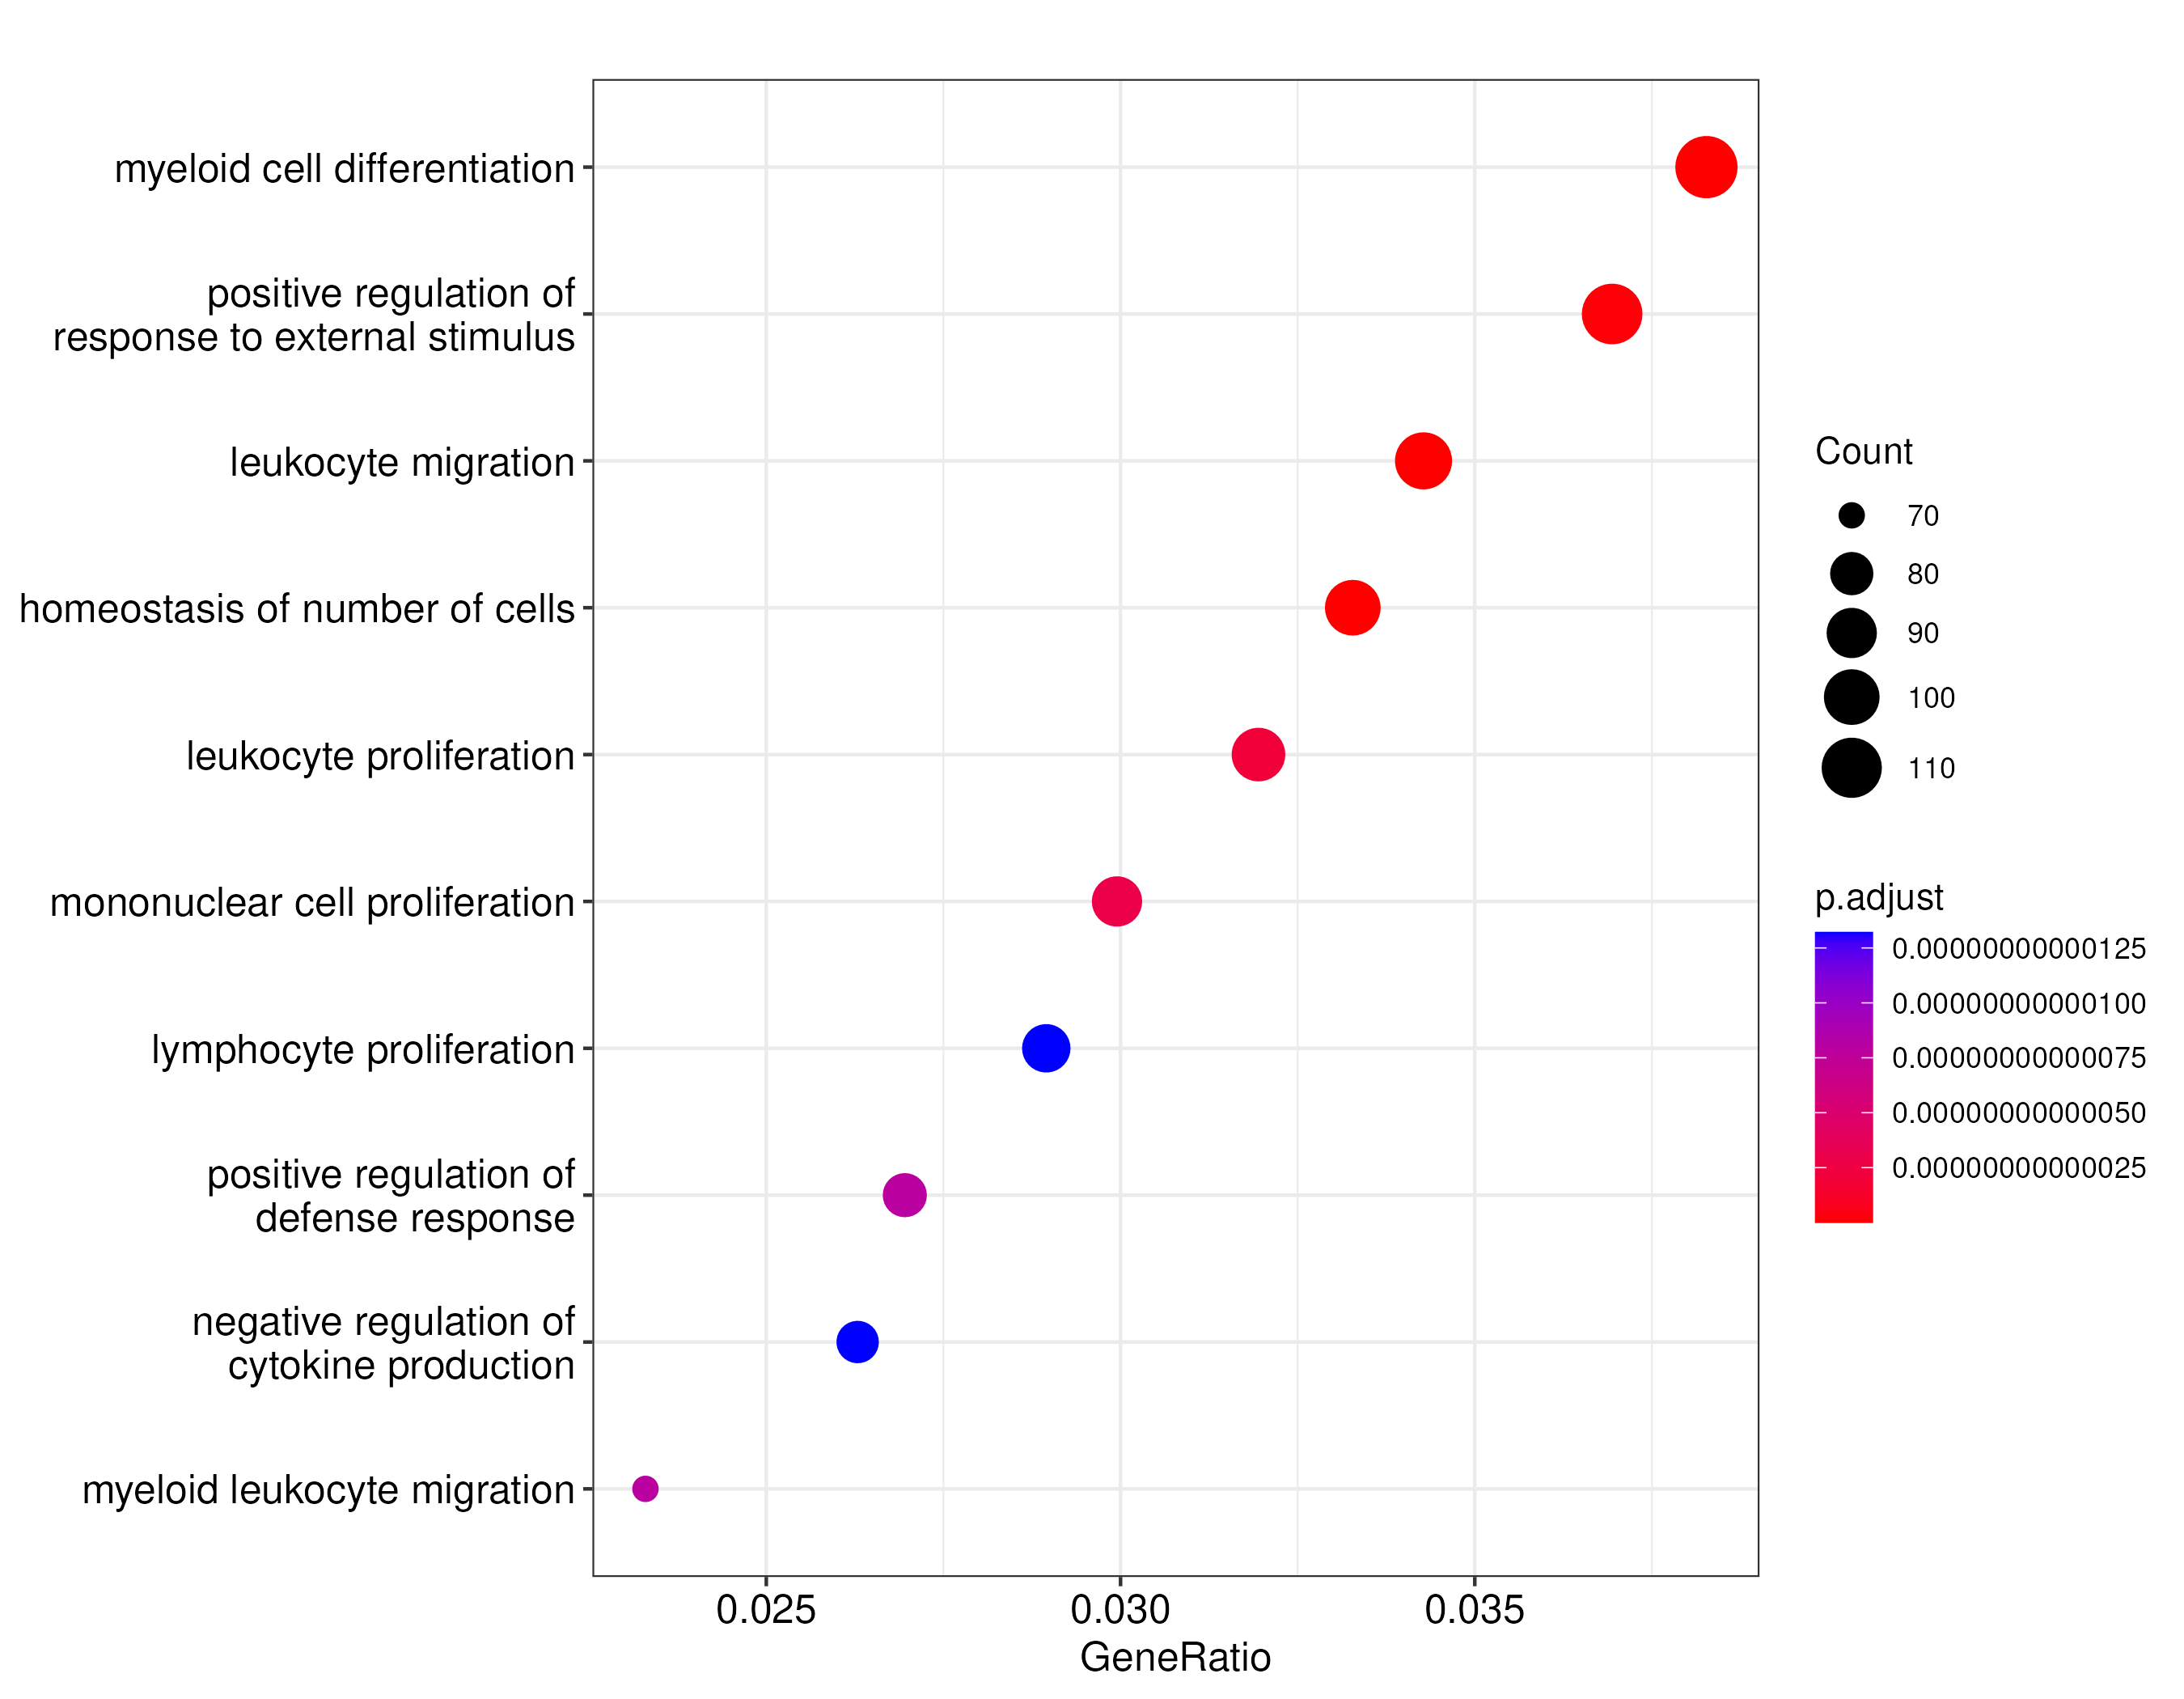 myeloid cell differentiation
positive regulation of
response to external stimulus
leukocyte migration
homeostasis of number of cells
leukocyte proliferation
mononuclear cell proliferation
lymphocyte proliferation
positive regulation of
defense response
negative regulation of
cytokine production
myeloid leukocyte migration
0.025
0.030
0.035
GeneRatio
Count
70
80
90
100
110
p.adjust
0.00000000000125
0.00000000000100
0.00000000000075
0.00000000000050
0.00000000000025